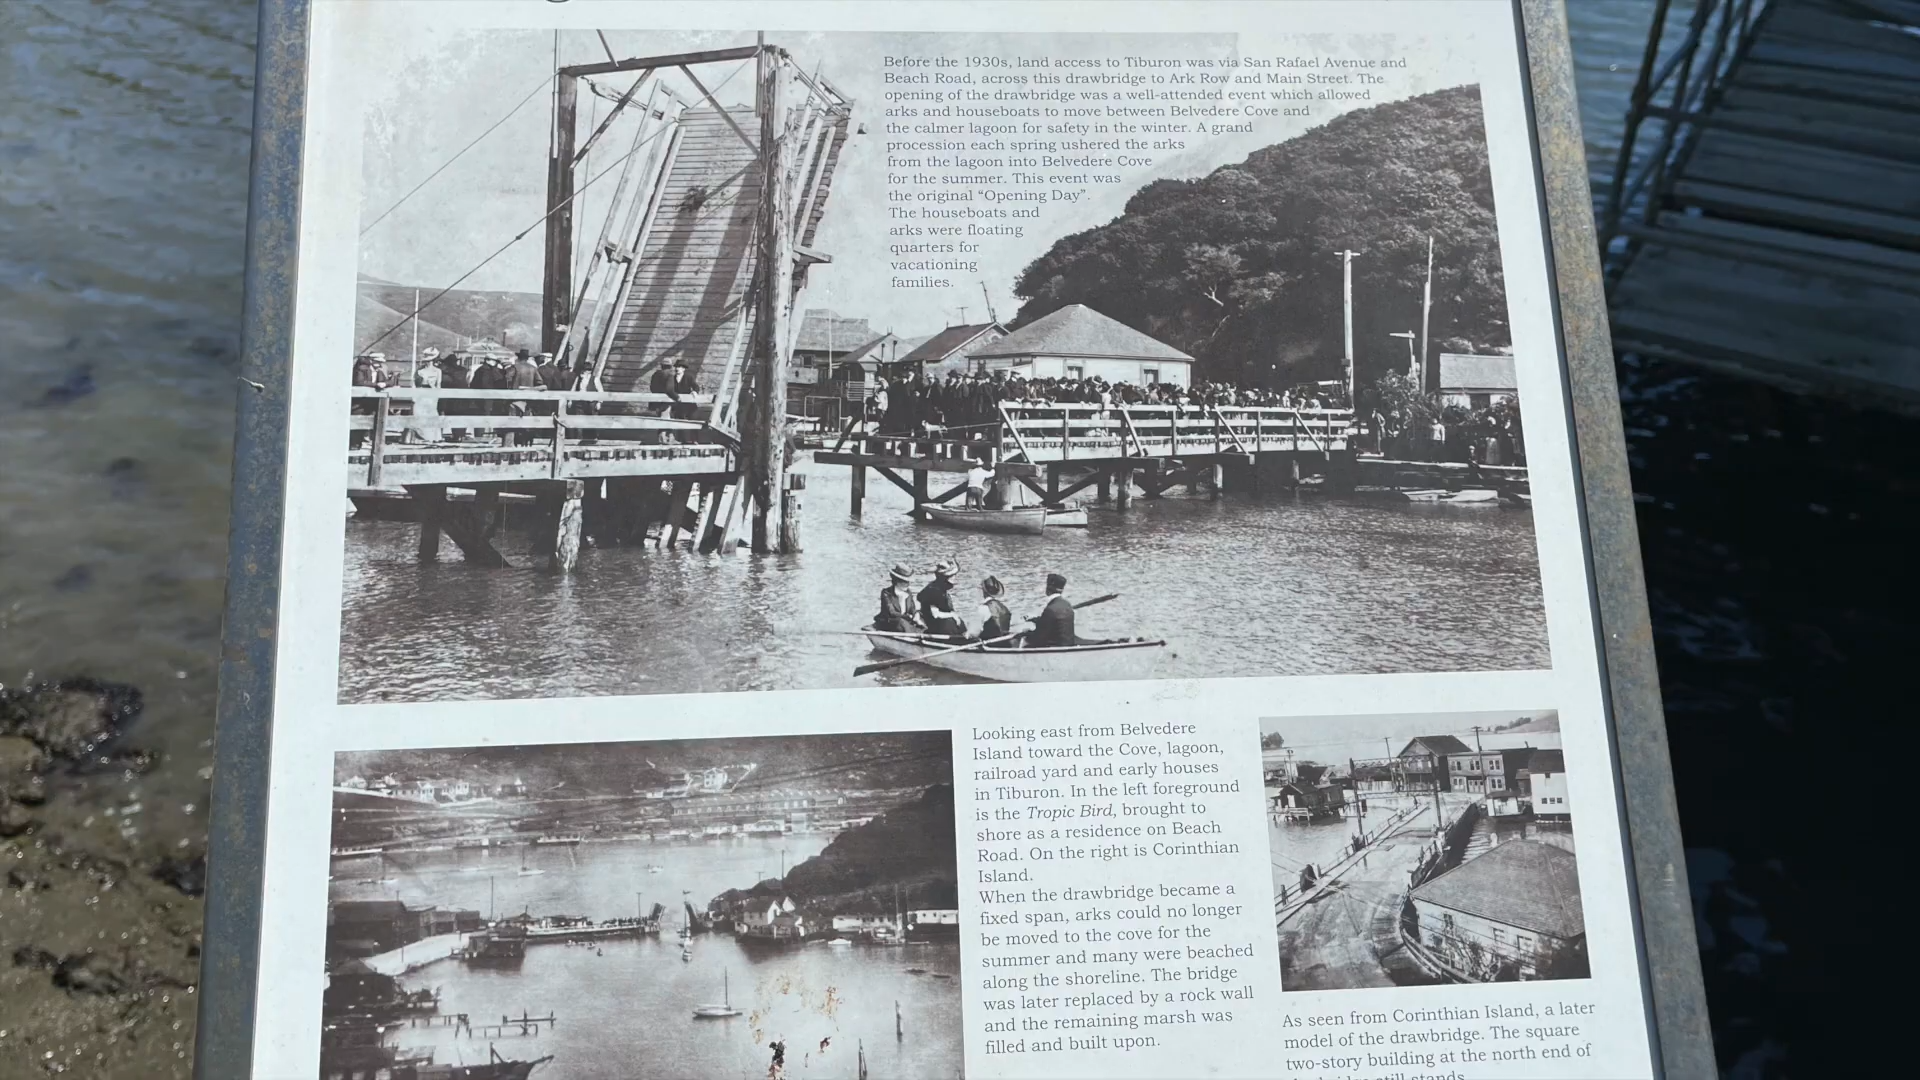 Before the 1930s, land access to Tiburon was via San Rafael Avenue and
Beach Road, across this drawbridge to Ark Row and Main Street. The
opening of the drawbridge was a well-attended event which allowed
arks and houseboats to move between Belvedere Cove and
the calmer lagoon for safety in the winter. A grand
procession each spring ushered the arks
from the lagoon into Belvedere Cove
for the summer. This event was
the original “Opening Day”.
The houseboats and
arks were floating
quarters for
vacationing
families.
Looking east from Belvedere
Island toward the Cove, lagoon,
railroad yard and early houses
in Tiburon. In the left foreground
is the Tropic Bird, brought to
shore as a residence on Beach
Road. On the right is Corinthian
Island.
When the drawbridge became a
fixed span, arks could no longer
be moved to the cove for the
summer and many were beached
along the shoreline. The bridge
was later replaced by a rock wall
and the remaining marsh was
filled and built upon.
As seen from Corinthian Island, a later
model of the drawbridge. The square
two-story building at the north end of
still stands.